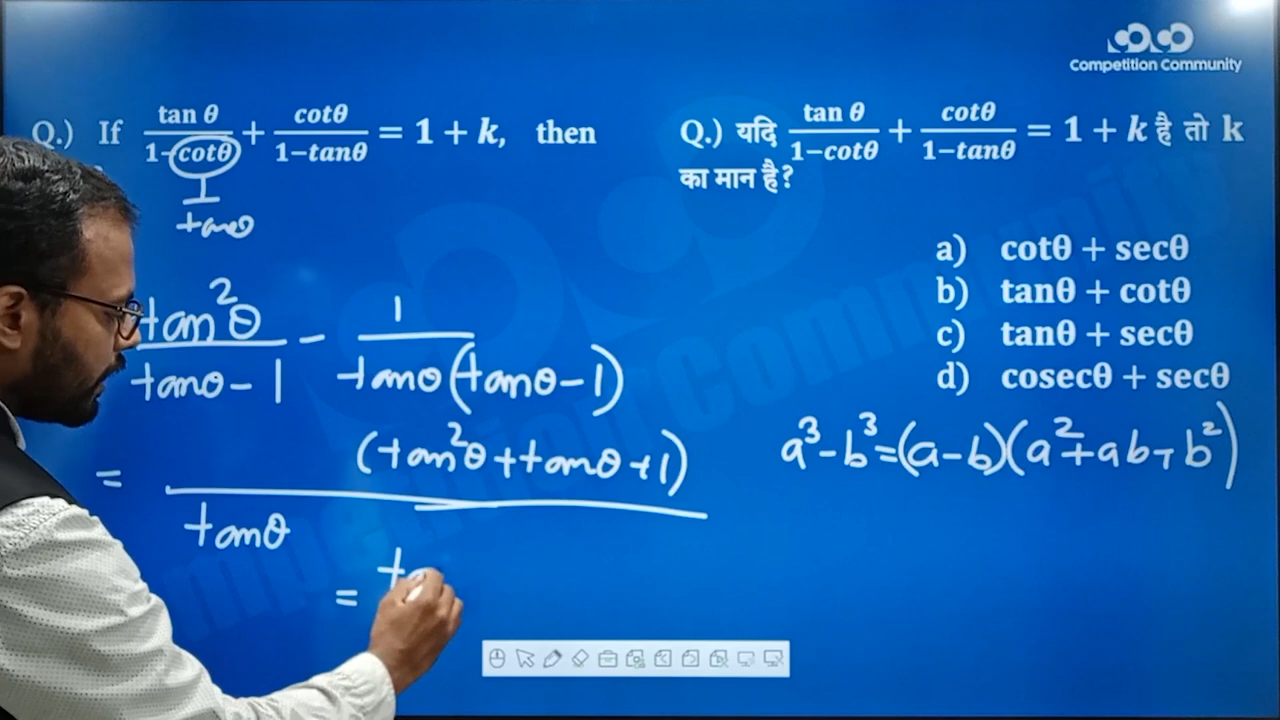 Competition Community
Q.) If tan θ/1-cotθ + cotθ/1-tanθ = 1 + k, then
tanθ
Q.) यदि tan θ/1-cotθ + cotθ/1-tanθ = 1 + k है तो k
का मान है?
a) cotθ + secθ
b) tanθ + cotθ
c) tanθ + secθ
d) cosecθ + secθ
tan²θ/tanθ-1 - 1/tanθ(tanθ-1)
= (tan²θ+tanθ+1)/tanθ
=
a³-b³=(a-b)(a²+ab+b²)